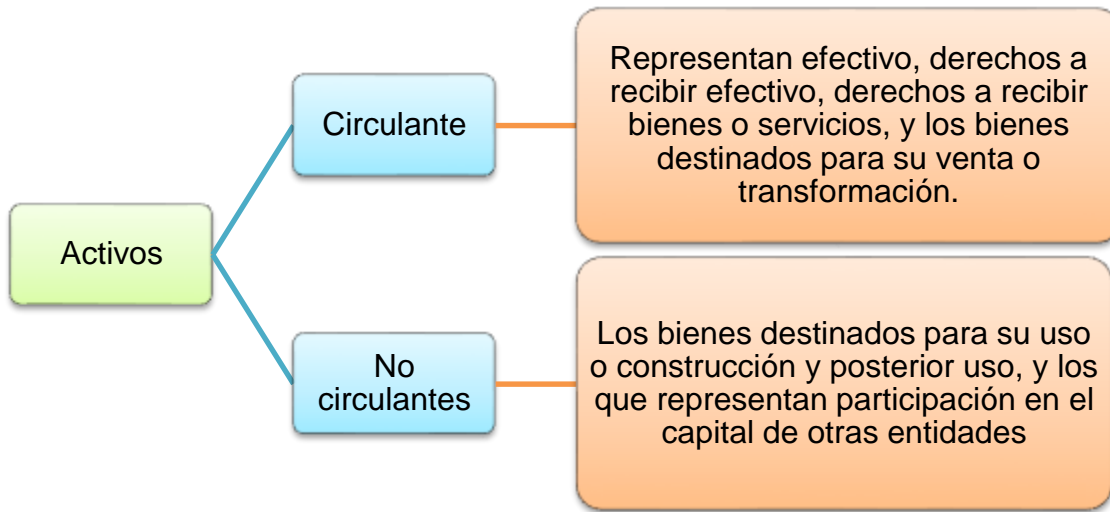 Activos
Circulante
Representan efectivo, derechos a
recibir efectivo, derechos a recibir
bienes o servicios, y los bienes
destinados para su venta o
transformación.
No
circulantes
Los bienes destinados para su uso
o construcción y posterior uso, y los
que representan participación en el
capital de otras entidades